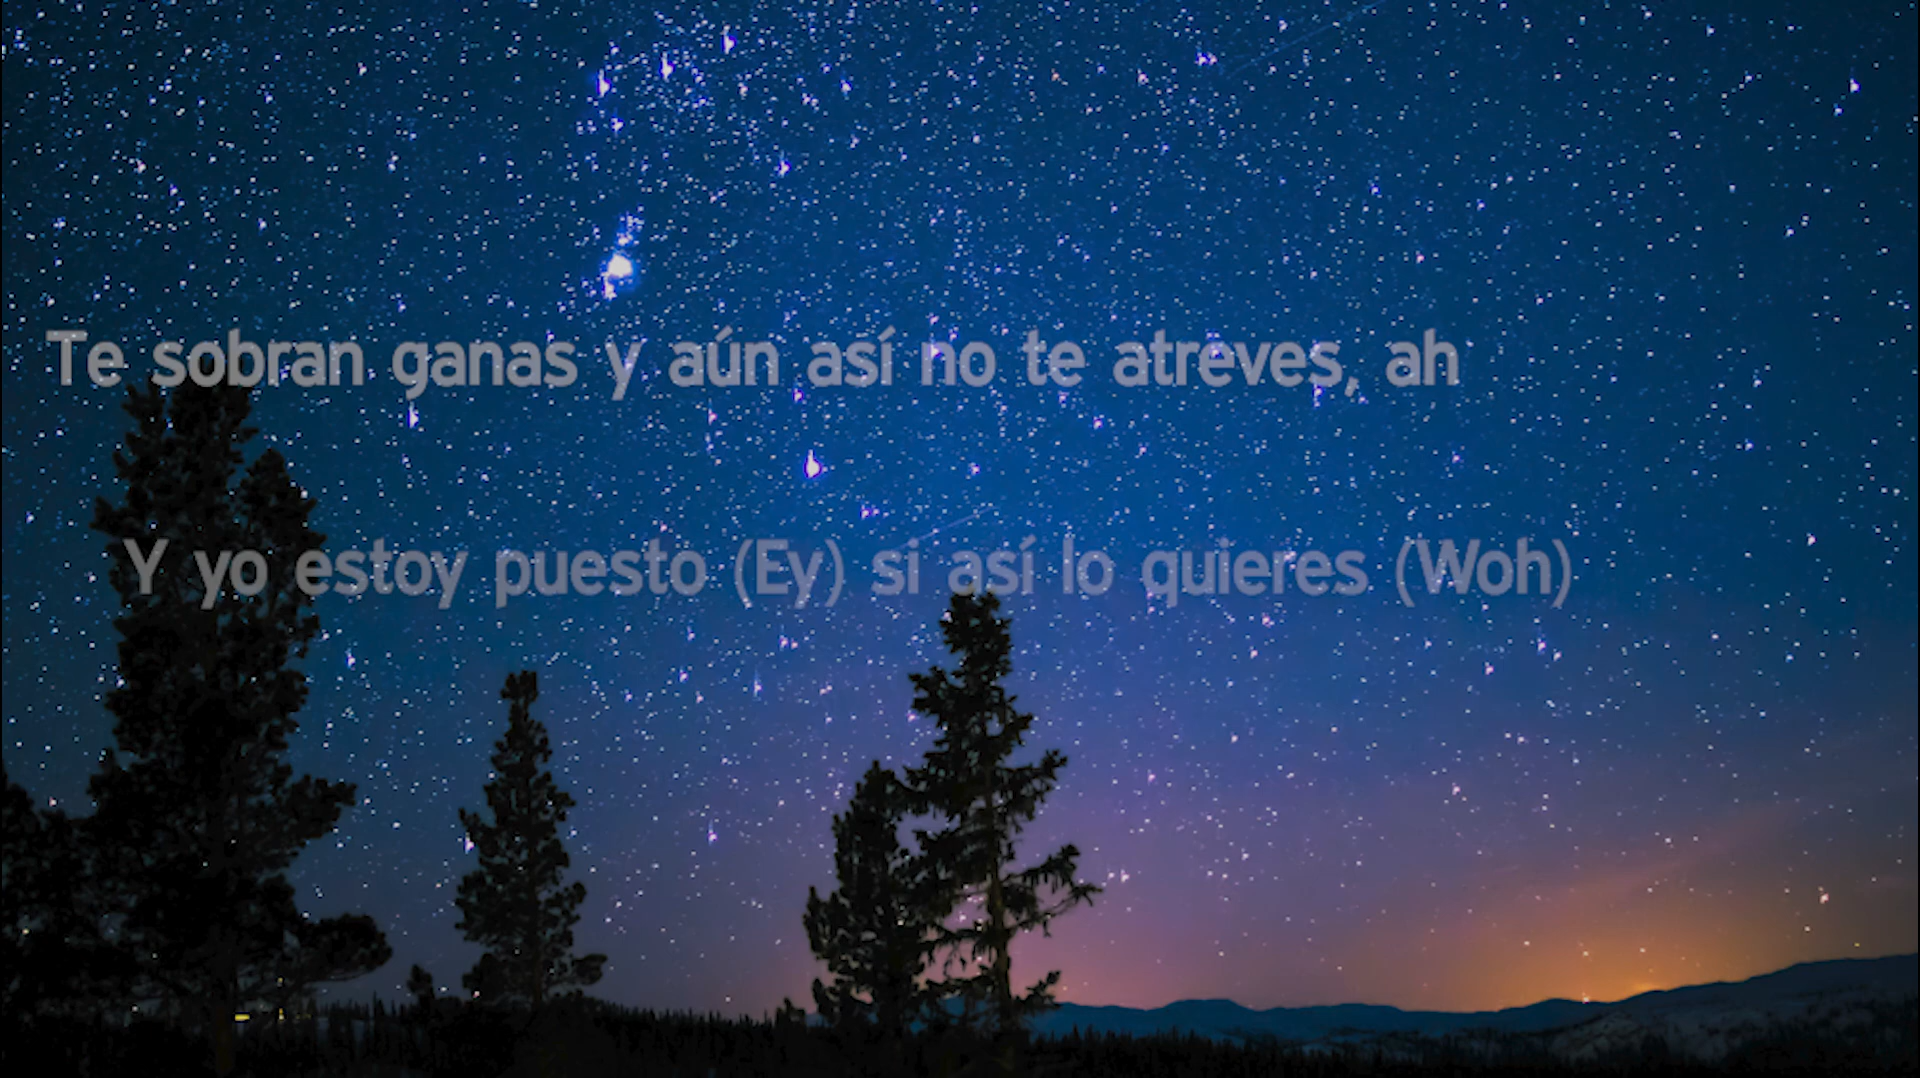 Te sobran ganas y aún así no te atreves, ah
Y yo estoy puesto (Ey) si así lo quieres (Woh)